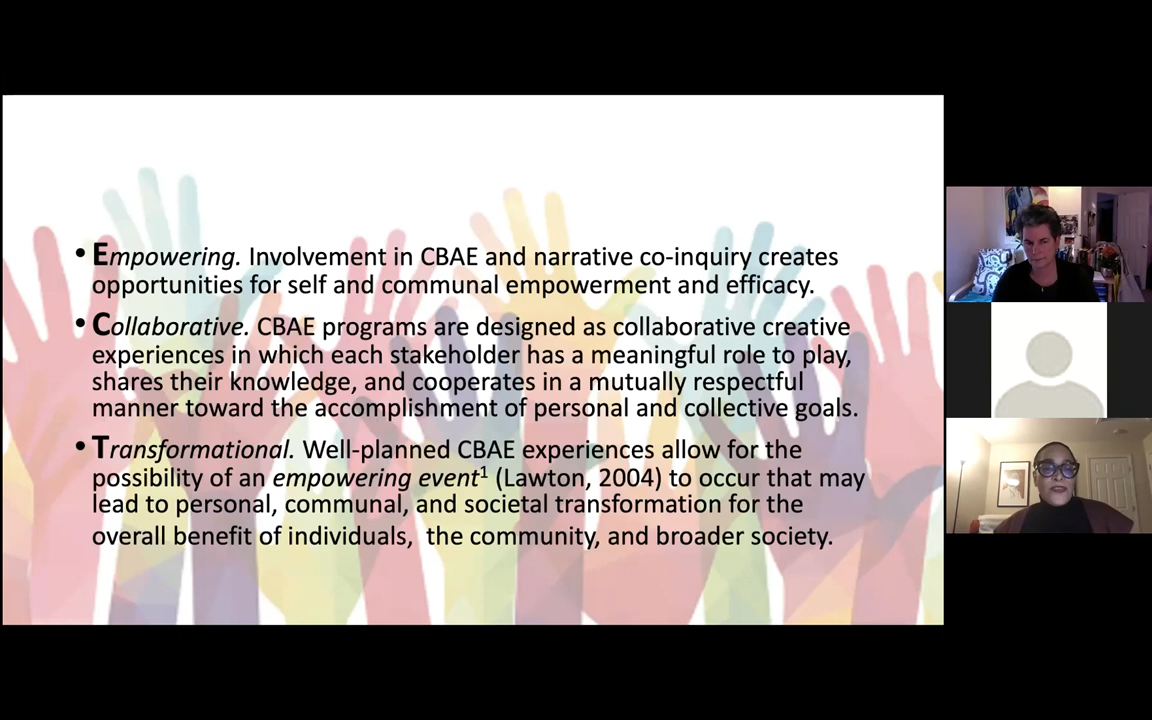 • Empowering. Involvement in CBAE and narrative co-inquiry creates
opportunities for self and communal empowerment and efficacy.
• Collaborative. CBAE programs are designed as collaborative creative
experiences in which each stakeholder has a meaningful role to play,
shares their knowledge, and cooperates in a mutually respectful
manner toward the accomplishment of personal and collective goals.
• Transformational. Well-planned CBAE experiences allow for the
possibility of an empowering event¹ (Lawton, 2004) to occur that may
lead to personal, communal, and societal transformation for the
overall benefit of individuals,  the community, and broader society.